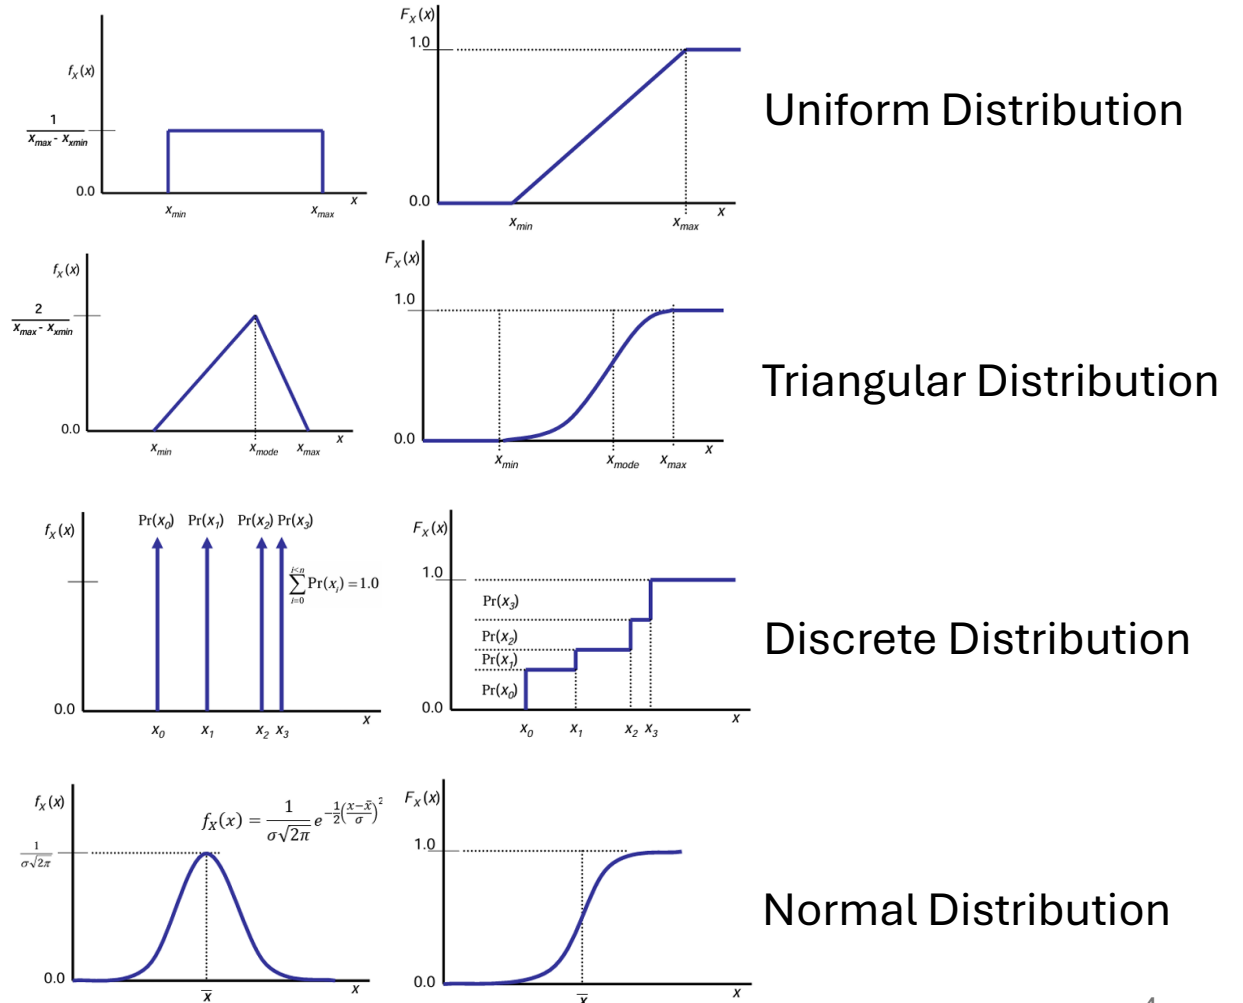 f_X(x)
1
x_max - x_xmin
0.0
x_min
x_max
x
F_X(x)
1.0
0.0
x_min
x_max
x
Uniform Distribution
f_X(x)
2
x_max - x_xmin
0.0
x_min
x_mode
x_max
x
F_X(x)
1.0
0.0
x_min
x_mode
x_max
x
Triangular Distribution
f_X(x)
Pr(x_0) Pr(x_1) Pr(x_2) Pr(x_3)
i<n
∑ Pr(x_i) = 1.0
i=0
0.0
x_0 x_1 x_2 x_3
x
F_X(x)
1.0
Pr(x_3)
Pr(x_2)
Pr(x_1)
Pr(x_0)
0.0
x_0 x_1 x_2 x_3
x
Discrete Distribution
f_X(x)
f_X(x) = 1/(σ√2π) e^(-1/2((x-x̄)/σ)^2)
1
σ√2π
0.0
x̄
x
F_X(x)
1.0
0.0
x̄
x
Normal Distribution